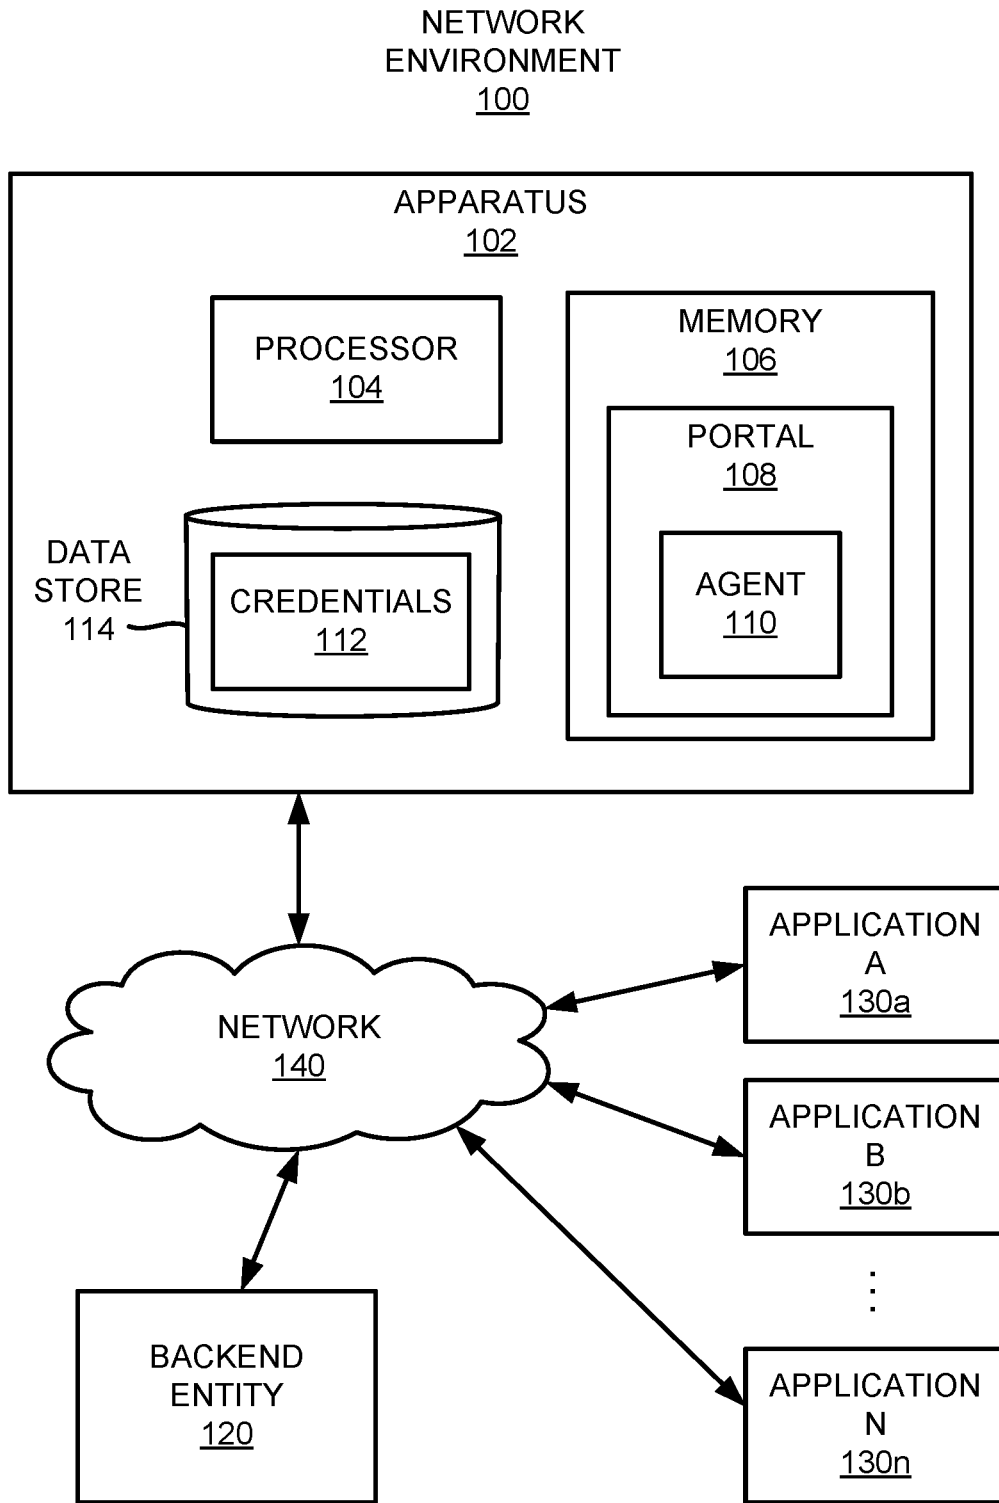 NETWORK
ENVIRONMENT
100
APPARATUS
102
PROCESSOR
104
MEMORY
106
PORTAL
108
AGENT
110
DATA
STORE
114
CREDENTIALS
112
NETWORK
140
APPLICATION
A
130a
APPLICATION
B
130b
⋮
APPLICATION
N
130n
BACKEND
ENTITY
120